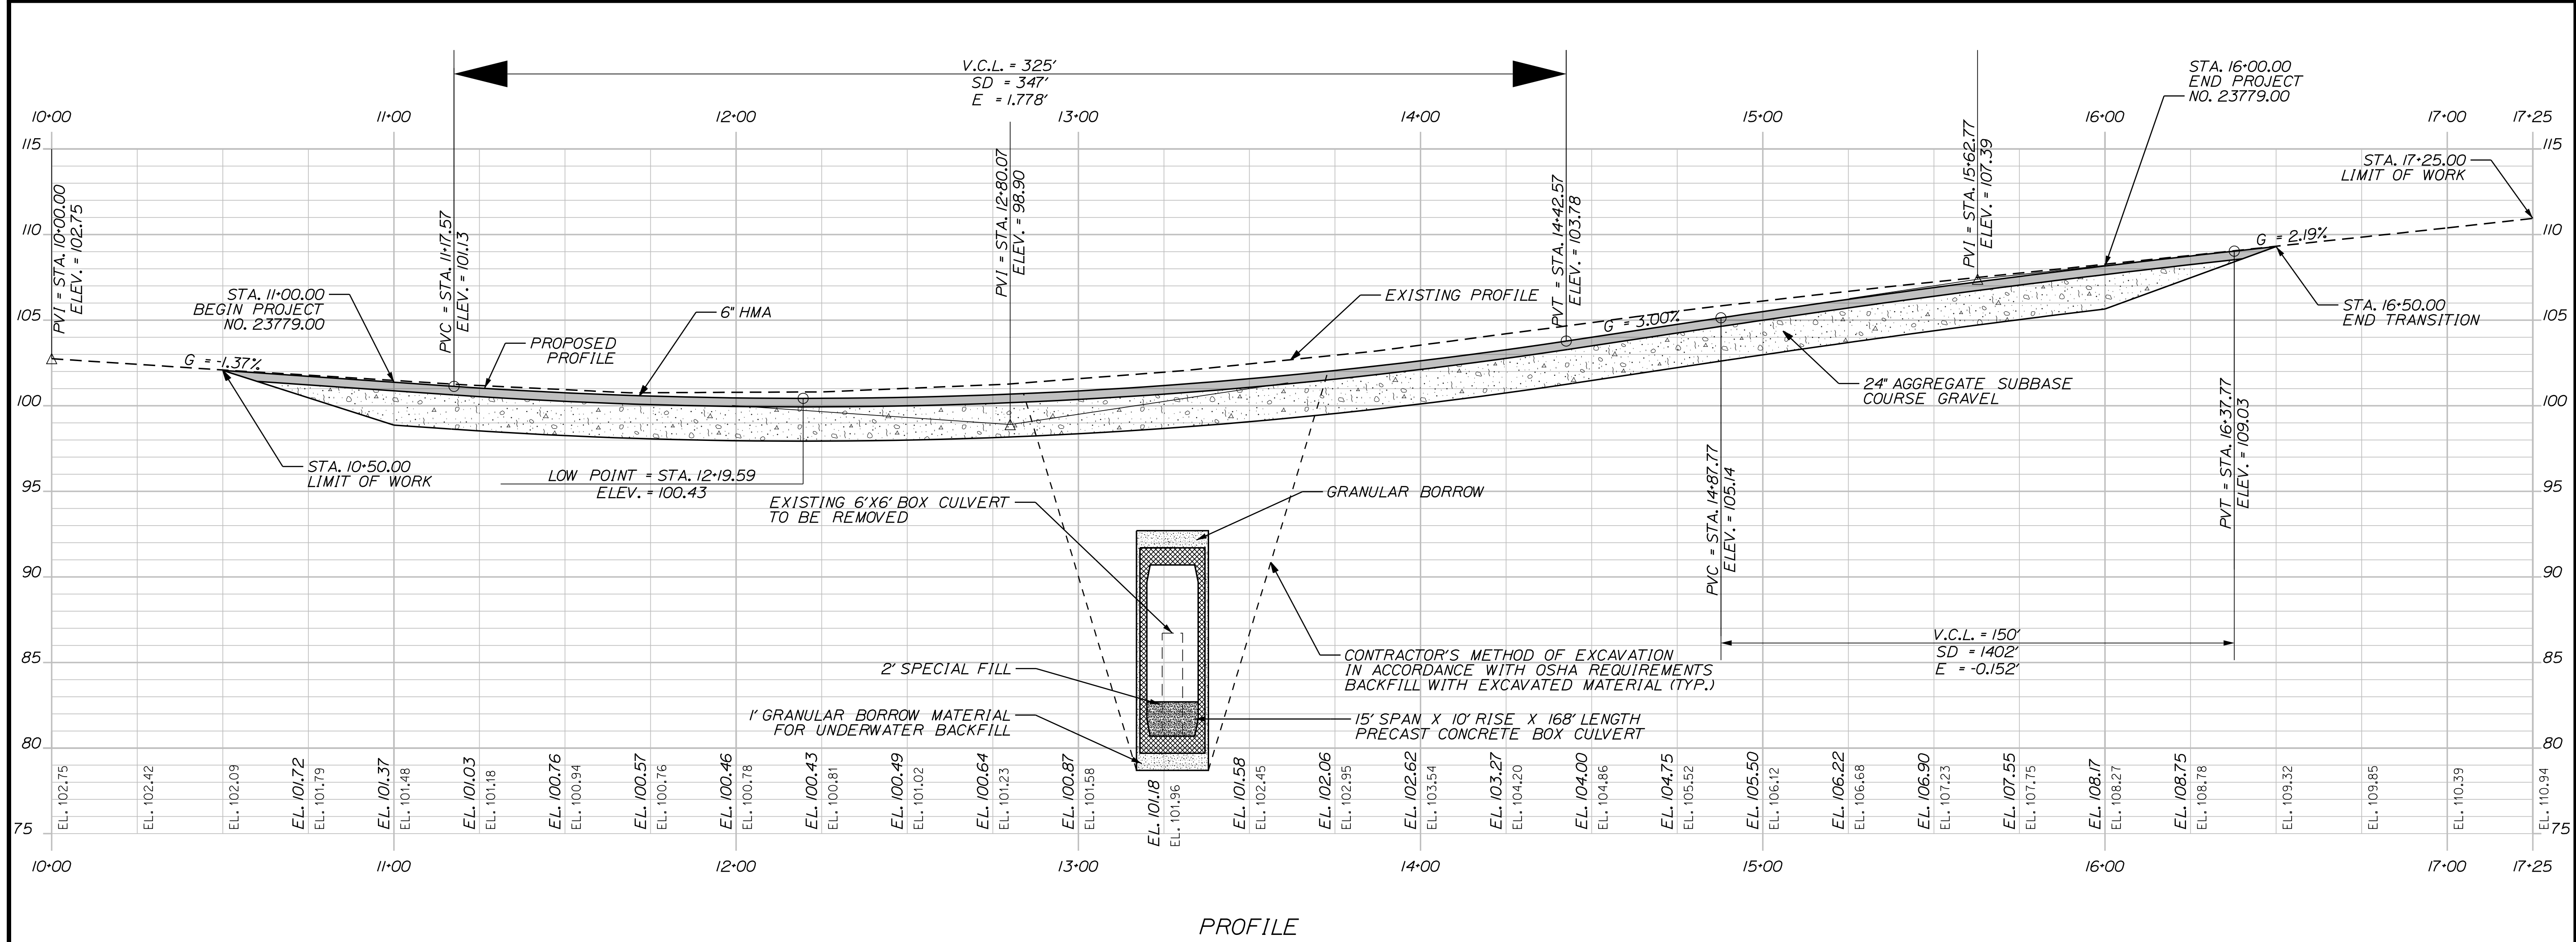 V.C.L. = 325'
SD = 347'
E = 1.778'
STA. 16+00.00
END PROJECT
NO. 23779.00
10+00
11+00
12+00
13+00
14+00
15+00
16+00
17+00
17+25
115
110
105
100
95
90
85
80
75
115
110
105
100
95
90
85
80
75
PVI = STA. 10+00.00
ELEV. = 102.75
G = -1.37%
STA. 11+00.00
BEGIN PROJECT
NO. 23779.00
PVC = STA. 11+17.57
ELEV. = 101.13
PROPOSED
PROFILE
6" HMA
PVI = STA. 12+80.07
ELEV. = 98.90
EXISTING PROFILE
PVT = STA. 14+42.57
ELEV. = 103.78
G = 3.00%
PVI = STA. 15+62.77
ELEV. = 107.39
STA. 17+25.00
LIMIT OF WORK
G = 2.19%
STA. 16+50.00
END TRANSITION
24" AGGREGATE SUBBASE
COURSE GRAVEL
STA. 10+50.00
LIMIT OF WORK
LOW POINT = STA. 12+19.59
ELEV. = 100.43
EXISTING 6'X6' BOX CULVERT
TO BE REMOVED
GRANULAR BORROW
PVC = STA. 14+87.77
ELEV. = 105.14
PVT = STA. 16+37.77
ELEV. = 109.03
V.C.L. = 150'
SD = 1402'
E = -0.152'
2' SPECIAL FILL
CONTRACTOR'S METHOD OF EXCAVATION
IN ACCORDANCE WITH OSHA REQUIREMENTS
BACKFILL WITH EXCAVATED MATERIAL (TYP.)
1' GRANULAR BORROW MATERIAL
FOR UNDERWATER BACKFILL
15' SPAN X 10' RISE X 168' LENGTH
PRECAST CONCRETE BOX CULVERT
EL. 102.75
EL. 102.42
EL. 102.09
EL. 101.72
EL. 101.79
EL. 101.37
EL. 101.48
EL. 101.03
EL. 101.18
EL. 100.76
EL. 100.94
EL. 100.57
EL. 100.76
EL. 100.46
EL. 100.78
EL. 100.43
EL. 100.81
EL. 100.49
EL. 101.02
EL. 100.64
EL. 101.23
EL. 100.87
EL. 101.58
EL. 101.18
EL. 101.96
EL. 101.58
EL. 102.45
EL. 102.06
EL. 102.95
EL. 102.62
EL. 103.54
EL. 103.27
EL. 104.20
EL. 104.00
EL. 104.86
EL. 104.75
EL. 105.52
EL. 105.50
EL. 106.12
EL. 106.22
EL. 106.68
EL. 106.90
EL. 107.23
EL. 107.55
EL. 107.75
EL. 108.17
EL. 108.27
EL. 108.75
EL. 108.78
EL. 109.32
EL. 109.85
EL. 110.39
EL. 110.94
10+00
11+00
12+00
13+00
14+00
15+00
16+00
17+00
17+25
PROFILE